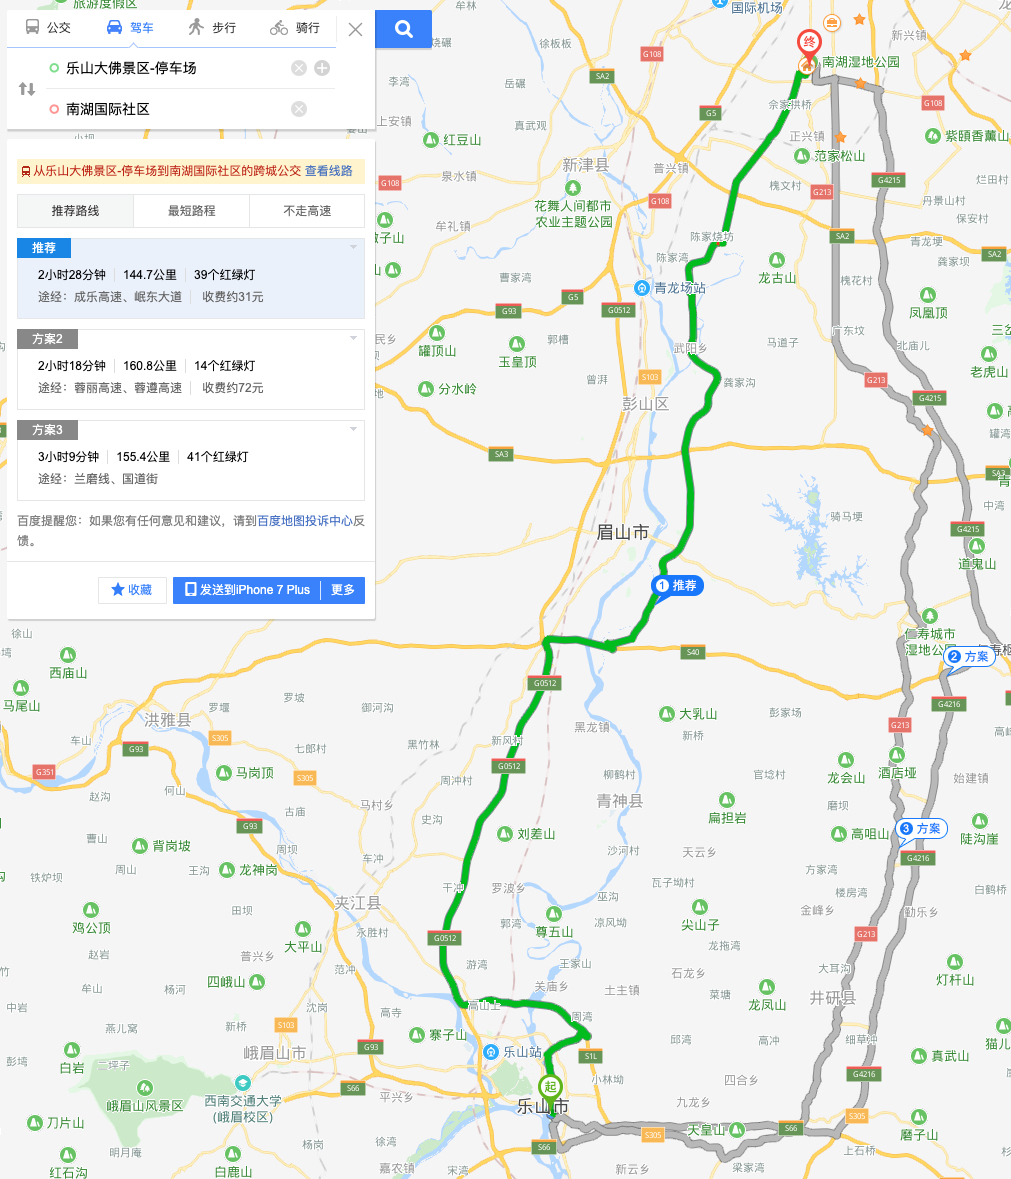 公交
驾车
步行
骑行
乐山大佛景区-停车场
南湖国际社区
从乐山大佛景区-停车场到南湖国际社区的跨城公交 查看线路
推荐路线
最短路程
不走高速
推荐
2小时28分钟
144.7公里
39个红绿灯
途经：成乐高速、岷东大道
收费约31元
方案2
2小时18分钟
160.8公里
14个红绿灯
途经：蓉丽高速、蓉遵高速
收费约72元
方案3
3小时9分钟
155.4公里
41个红绿灯
途经：兰磨线、国道街
百度提醒您：如果您有任何意见和建议，请到百度地图投诉中心反
馈。
收藏
发送到iPhone 7 Plus
更多
旅游度假区
牟林
国际机场
新兴镇
徐板板
G108
终
南湖湿地公园
SA2
李湾
岳碾
G5
佘家拱桥
G108
上安镇
红豆山
真武观
正兴镇
紫颐香薰山
新津县
普兴镇
范家松山
泉水镇
G108
花舞人间都市
农业主题公园
G108
槐文村
G213
G4215
烂田村
丹景山村
保安村
牟礼镇
陈家烧坊
SA2
青龙埂
SA2
龚家坝
陈家湾
曹家湾
龙古山
槐花村
青龙场站
G5
G93
G0512
凤凰顶
广东坟
北庙儿
罐顶山
郭槽
玉皇顶
武阳乡
马道子
老虎山
分水岭
曾湃
S103
龚家沟
G213
G4215
彭山区
SA3
SA3
中湾
骑马埂
G4215
眉山市
道鬼山
1 推荐
仁寿城市
2 方案
S40
徐山
西庙山
G0512
马尾山
罗坡
御河沟
大乳山
彭家场
G4216
洪雅县
罗堰
黑龙镇
新桥
G213
车山
S305
七郎村
黑竹林
新风村
G93
G351
马岗顶
S305
周冲村
G0512
柳鹤村
龙会山
官埝村
酒店垭
始建镇
赵沟
何山
古庙
马村乡
史沟
青神县
扁担岩
磨坝
G93
曹山
背岗坡
周坝
刘差山
高咀山
3 方案
陡沟崖
沙河村
天云乡
G4216
铁炉坝
周山
王沟
龙神岗
车冲
干冲
罗波乡
瓦子坳村
方家湾
楼房湾
白鹤桥
夹江县
巫沟
鸡公顶
田坝
尊五山
凉风坳
尖山子
金峰乡
勤乐乡
永胜村
郭湾
G0512
G213
大平山
龙拖湾
赵岩
普兴乡
范冲
游湾
王家山
石龙乡
大耳沟
灯杆山
四峨山
牟山
杨河
关庙乡
土主镇
菜塘
龙凤山
井研县
中岩
沈岗
高山上
高寺
周湾
燕儿窝
新桥
S103
寨子山
邱湾
高冲
细草钟
猫儿
彭塆
白岩
二坪子
峨眉山市
G93
乐山站
S1L
真武山
峨眉山风景区
西南交通大学
(峨眉校区)
S66
起
小林坳
四合乡
G4216
平兴乡
乐山市
九龙乡
S305
刀片山
杨岗
徐湾
S66
S305
天皇山
S66
磨子山
明月庵
红石沟
白鹿山
嘉农镇
宋湾
新云乡
梁家湾
上石桥